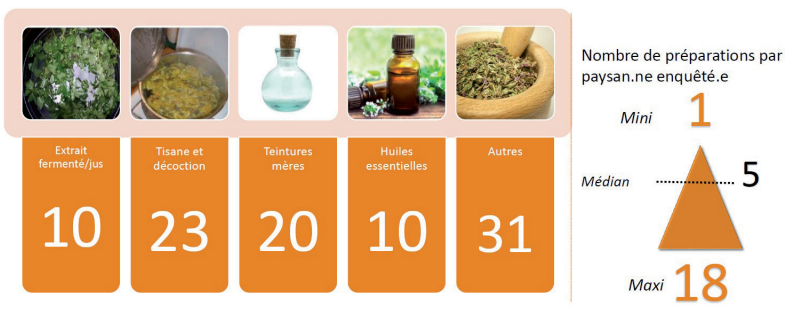 Extrait
fermenté/jus
10
Tisane et
décoction
23
Teintures
mères
20
Huiles
essentielles
10
Autres
31
Nombre de préparations par
paysan.ne enquêté.e
Mini 1
Médian 5
Maxi 18